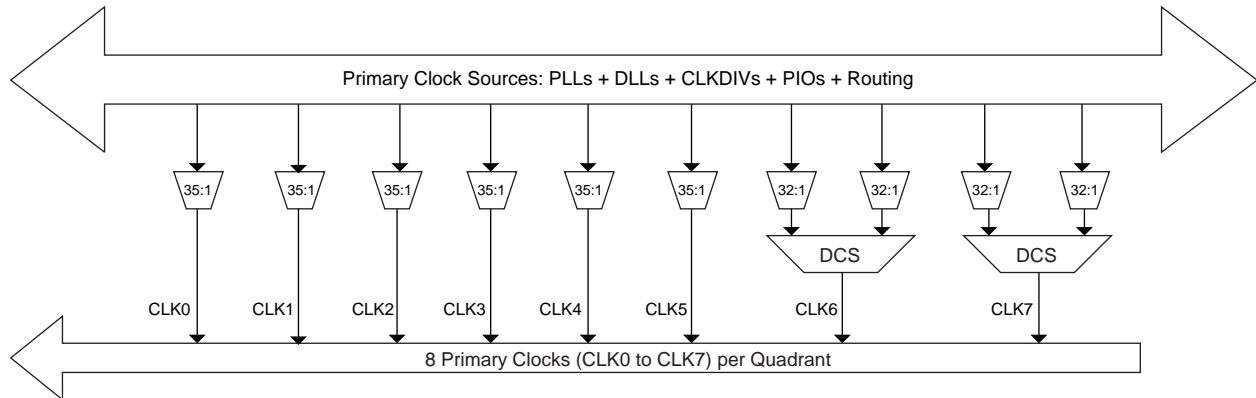 Primary Clock Sources: PLLs + DLLs + CLKDIVs + PIOs + Routing
35:1 35:1 35:1 35:1 35:1 35:1 32:1 32:1 32:1 32:1
DCS DCS
CLK0 CLK1 CLK2 CLK3 CLK4 CLK5 CLK6 CLK7
8 Primary Clocks (CLK0 to CLK7) per Quadrant